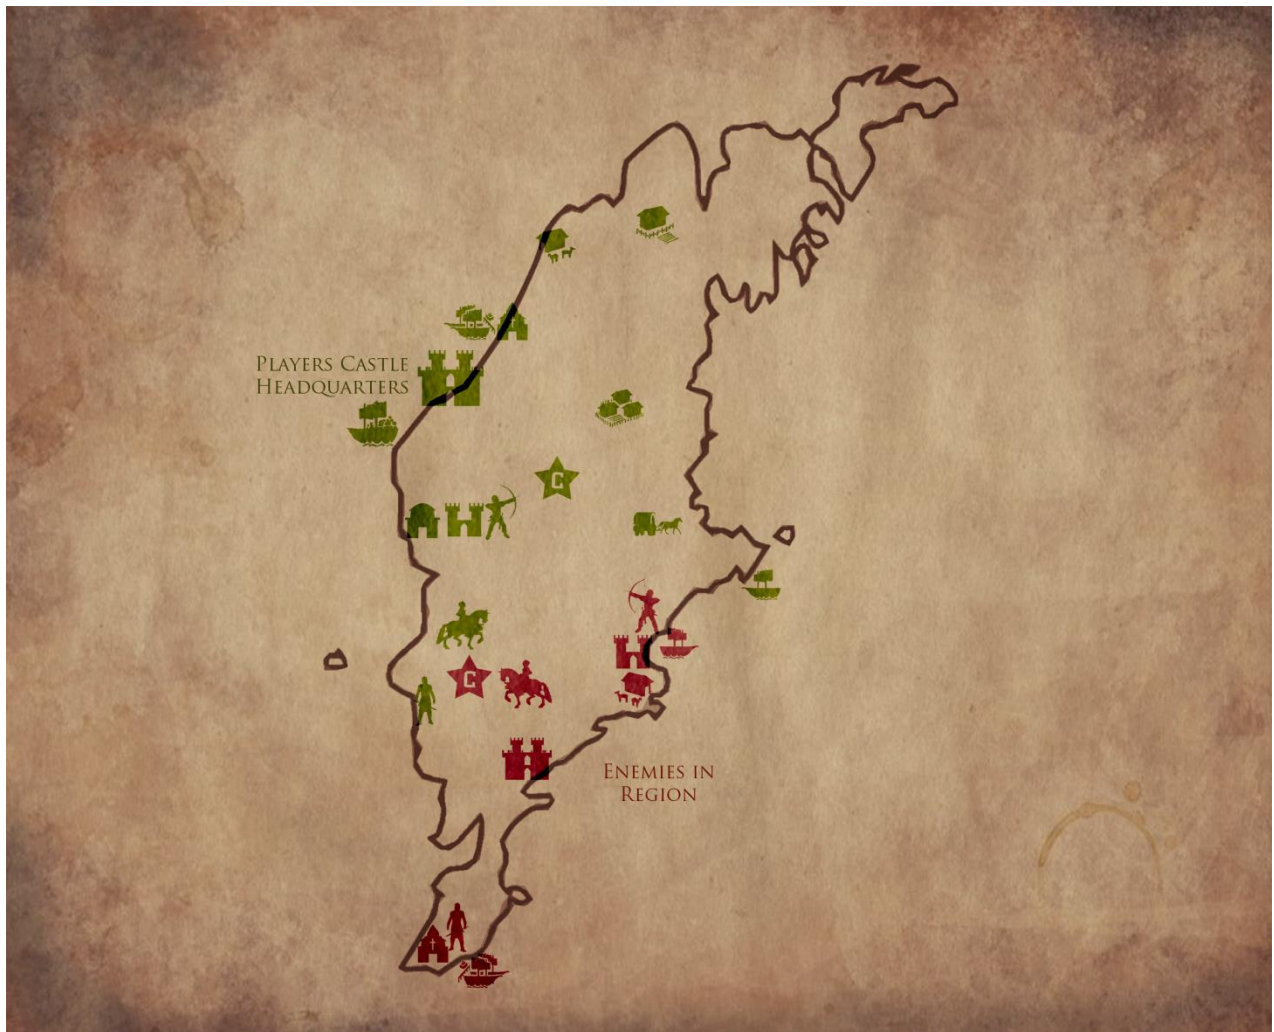 Players Castle
Headquarters
C
C
Enemies in
Region